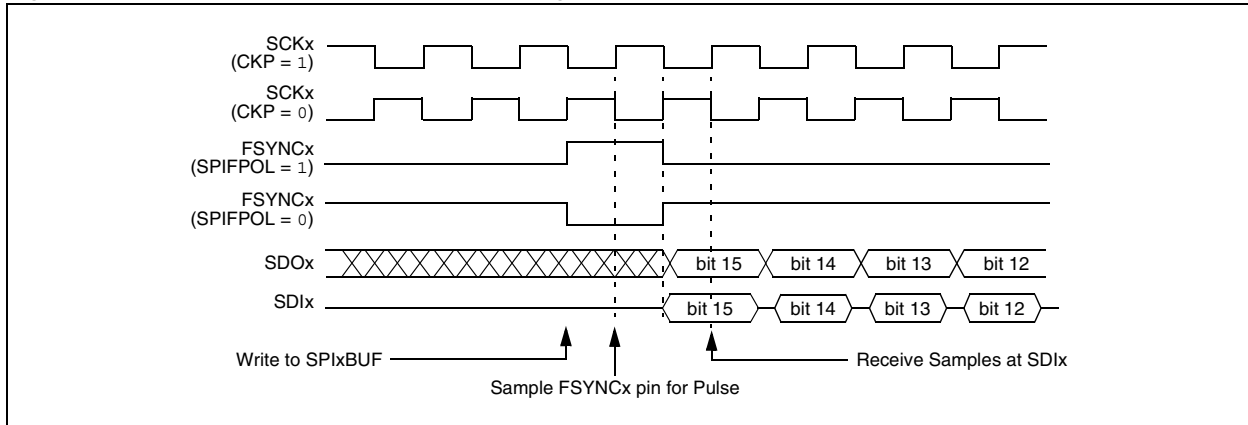 SCKx
(CKP = 1)
SCKx
(CKP = 0)
FSYNCx
(SPIFPOL = 1)
FSYNCx
(SPIFPOL = 0)
SDOx
bit 15 bit 14 bit 13 bit 12
SDIx
bit 15 bit 14 bit 13 bit 12
Write to SPIxBUF
Receive Samples at SDIx
Sample FSYNCx pin for Pulse